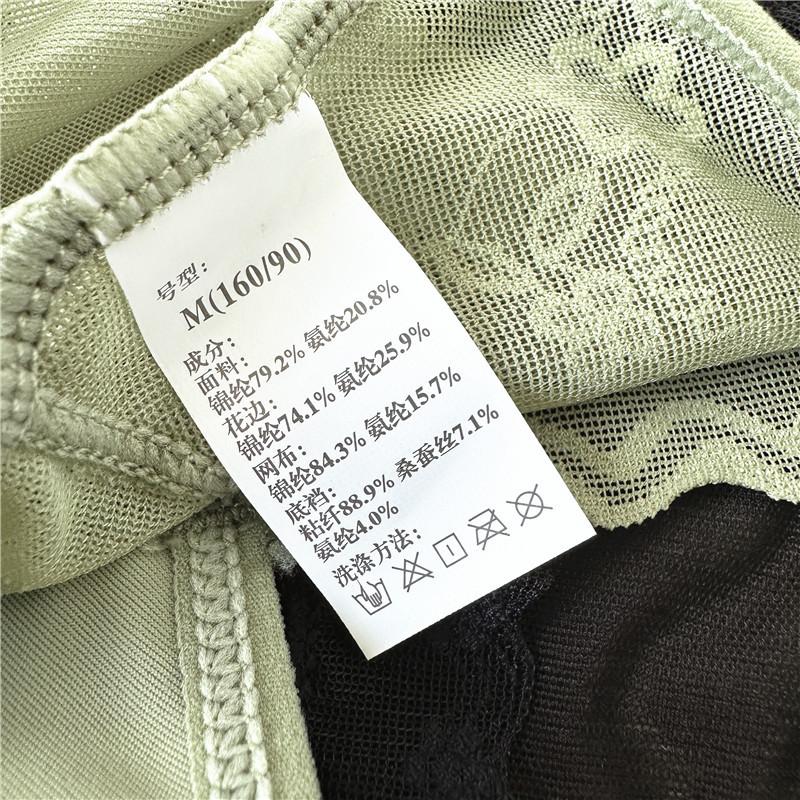 号型：
M(160/90)
成分：
面料：
锦纶79.2% 氨纶20.8%
花边：
锦纶74.1% 氨纶25.9%
网布：
锦纶84.3% 氨纶15.7%
底裆：
粘纤88.9% 桑蚕丝7.1%
氨纶4.0%
洗涤方法：